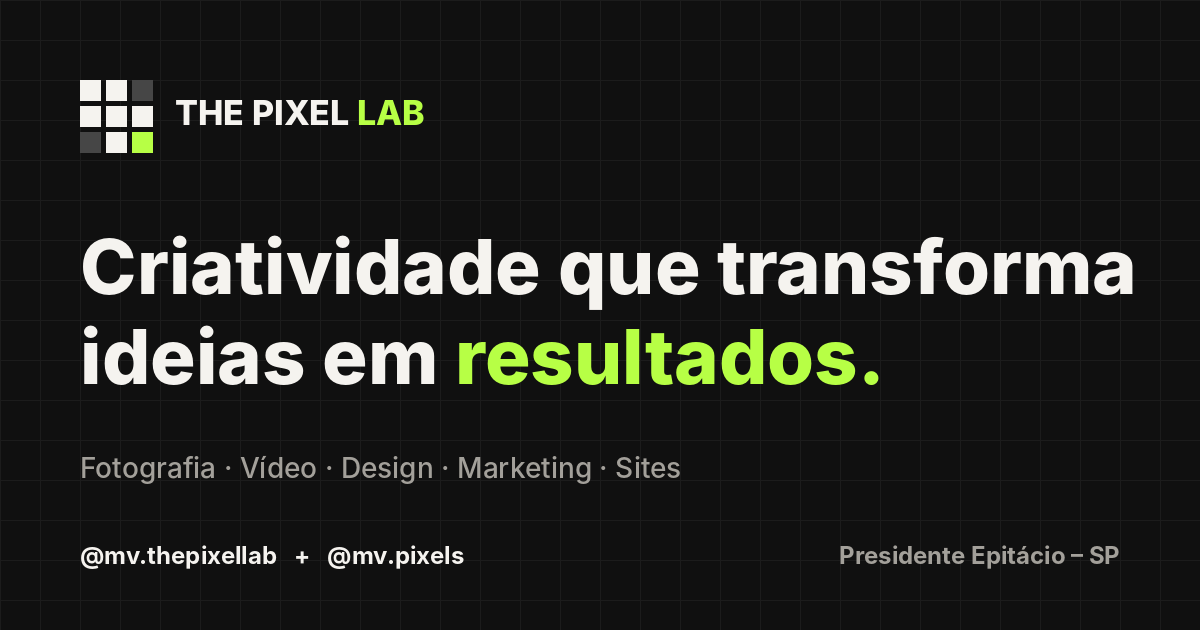 THE PIXEL LAB
Criatividade que transforma
ideias em resultados.
Fotografia · Vídeo · Design · Marketing · Sites
@mv.thepixellab + @mv.pixels
Presidente Epitácio – SP